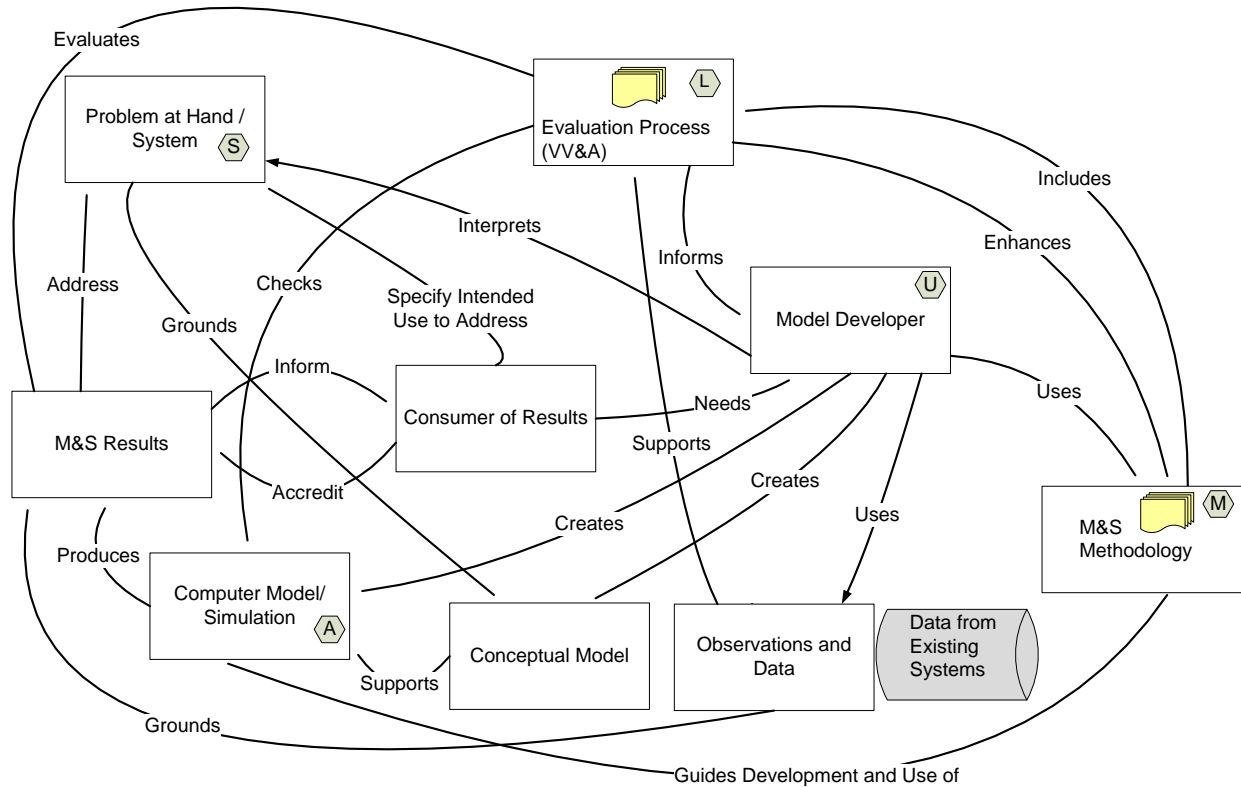 Evaluates
L
Problem at Hand /
System
S
Evaluation Process
(VV&A)
Includes
Interprets
Enhances
Informs
Address
Checks
U
Specify Intended
Use to Address
Grounds
Model Developer
Inform
Uses
Consumer of Results
Needs
M&S Results
Supports
Accredit
Creates
M
Uses
Creates
M&S
Methodology
Produces
Computer Model/
Simulation
A
Data from
Existing
Systems
Observations and
Data
Conceptual Model
Supports
Grounds
Guides Development and Use of